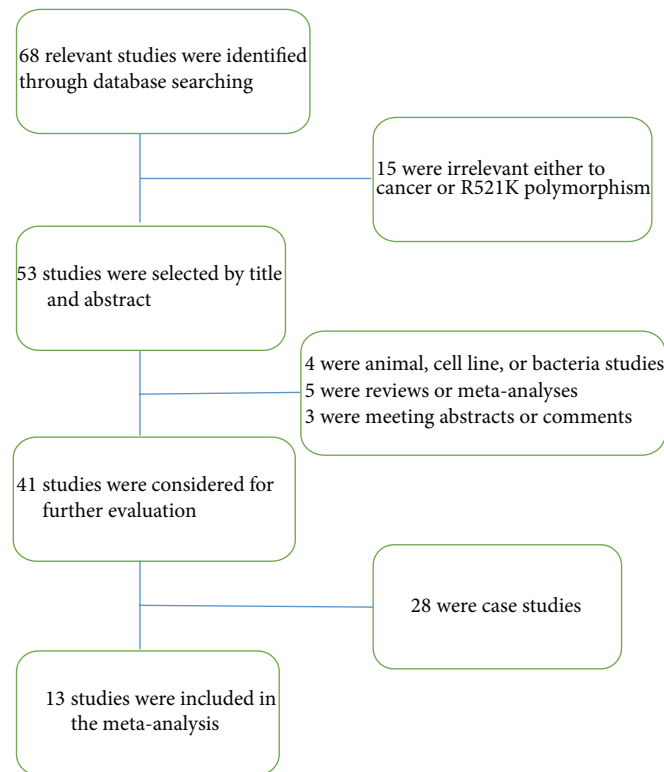 68 relevant studies were identified
through database searching
15 were irrelevant either to
cancer or R521K polymorphism
53 studies were selected by title
and abstract
4 were animal, cell line, or bacteria studies
5 were reviews or meta-analyses
3 were meeting abstracts or comments
41 studies were considered for
further evaluation
28 were case studies
13 studies were included in
the meta-analysis